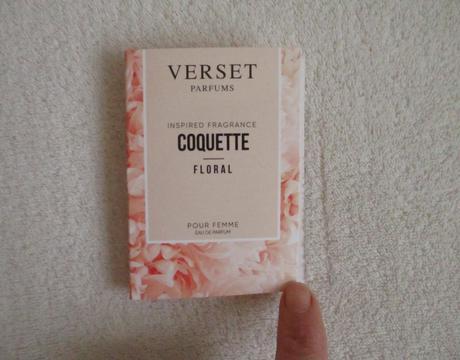 VERSET
PARFUMS
INSPIRED FRAGRANCE
COQUETTE
FLORAL
POUR FEMME
EAU DE PARFUM